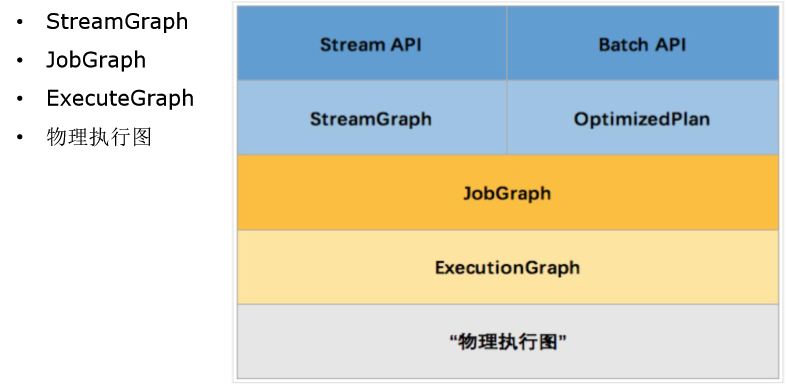 • StreamGraph
• JobGraph
• ExecuteGraph
• 物理执行图
Stream API
Batch API
StreamGraph
OptimizedPlan
JobGraph
ExecutionGraph
“物理执行图”